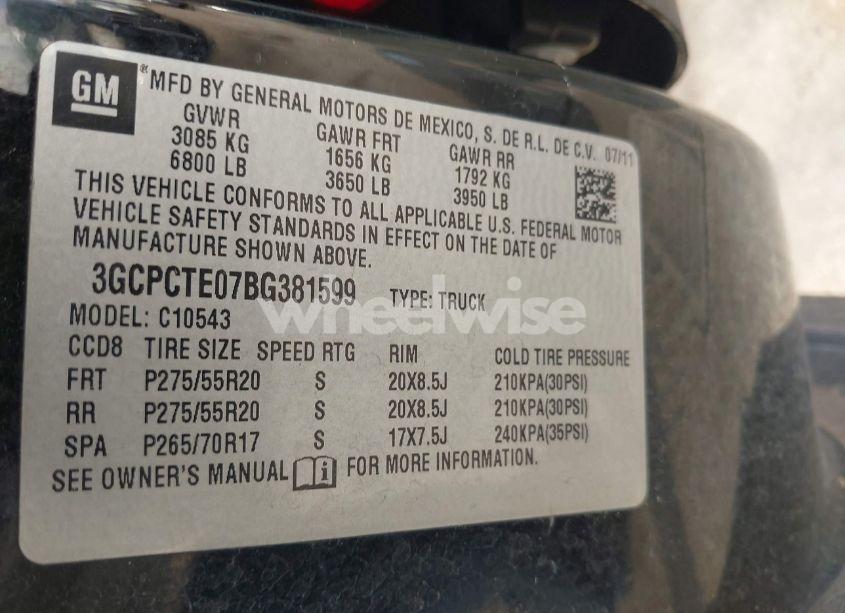 GM
® MFD BY GENERAL MOTORS DE MEXICO, S. DE R.L. DE C.V. 07/11
GVWR GAWR FRT GAWR RR
3085 KG 1656 KG 1792 KG
6800 LB 3650 LB 3950 LB
THIS VEHICLE CONFORMS TO ALL APPLICABLE U.S. FEDERAL MOTOR
VEHICLE SAFETY STANDARDS IN EFFECT ON THE DATE OF
MANUFACTURE SHOWN ABOVE.
3GCPCTE07BG381599 TYPE: TRUCK
wheelwise
MODEL: C10543
CCD8 TIRE SIZE SPEED RTG RIM COLD TIRE PRESSURE
FRT P275/55R20 S 20X8.5J 210KPA(30PSI)
RR P275/55R20 S 20X8.5J 210KPA(30PSI)
SPA P265/70R17 S 17X7.5J 240KPA(35PSI)
SEE OWNER'S MANUAL i FOR MORE INFORMATION.